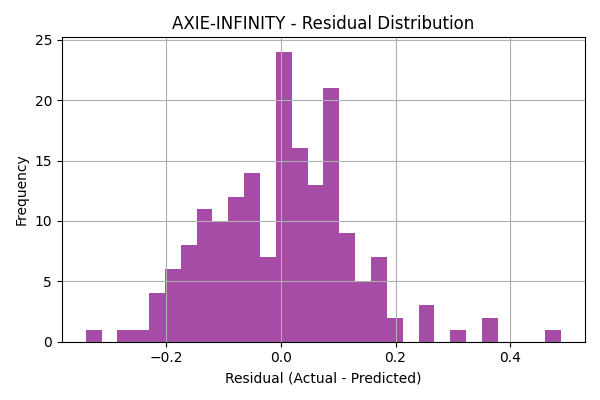 AXIE-INFINITY - Residual Distribution
25
20
15
10
5
0
Frequency
−0.2 0.0 0.2 0.4
Residual (Actual - Predicted)